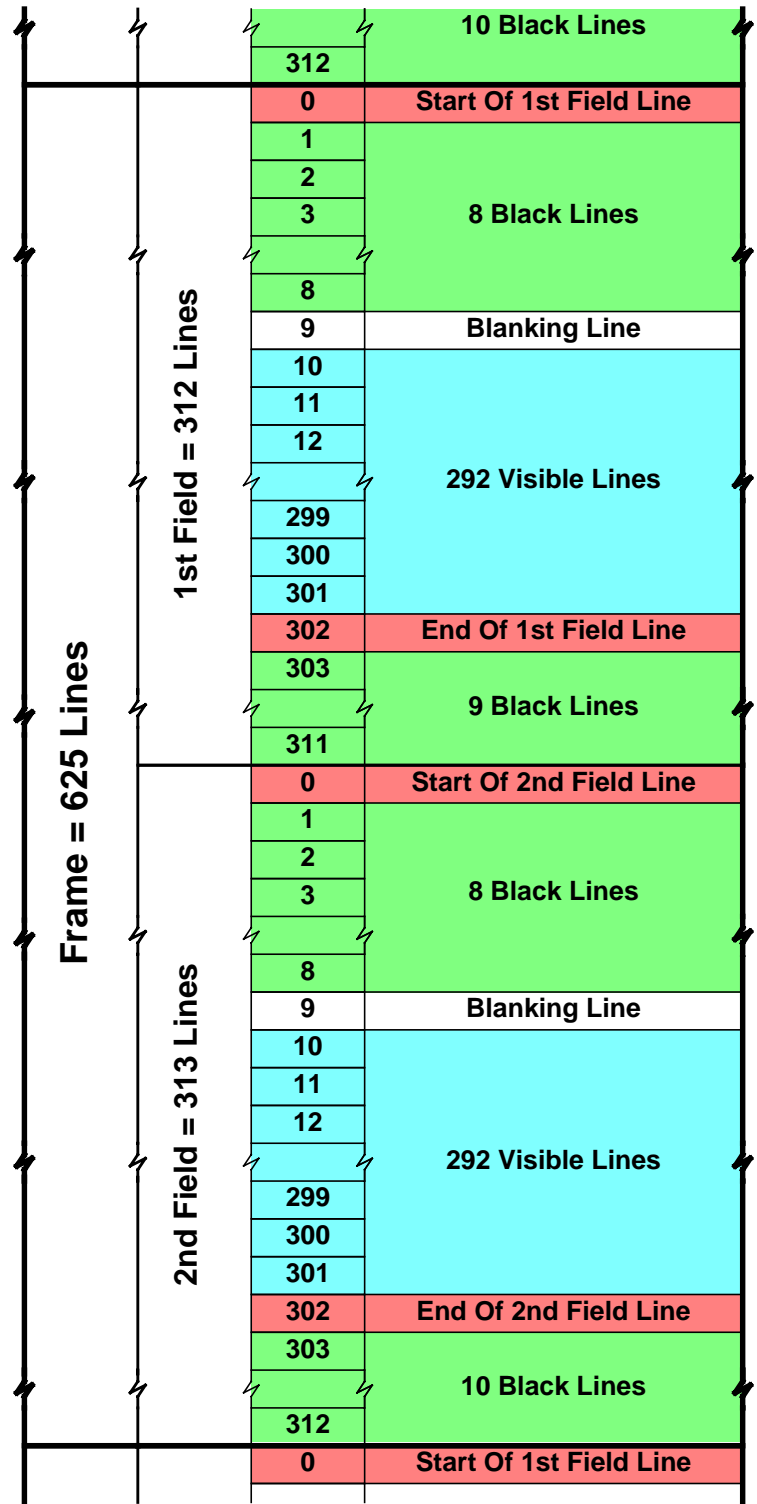 10 Black Lines
312
0 Start Of 1st Field Line
1
2
3 8 Black Lines
8
9 Blanking Line
10
11
12
1st Field = 312 Lines
292 Visible Lines
299
300
301
302 End Of 1st Field Line
303
9 Black Lines
311
Frame = 625 Lines
0 Start Of 2nd Field Line
1
2
3 8 Black Lines
8
9 Blanking Line
10
11
12
2nd Field = 313 Lines
292 Visible Lines
299
300
301
302 End Of 2nd Field Line
303
10 Black Lines
312
0 Start Of 1st Field Line